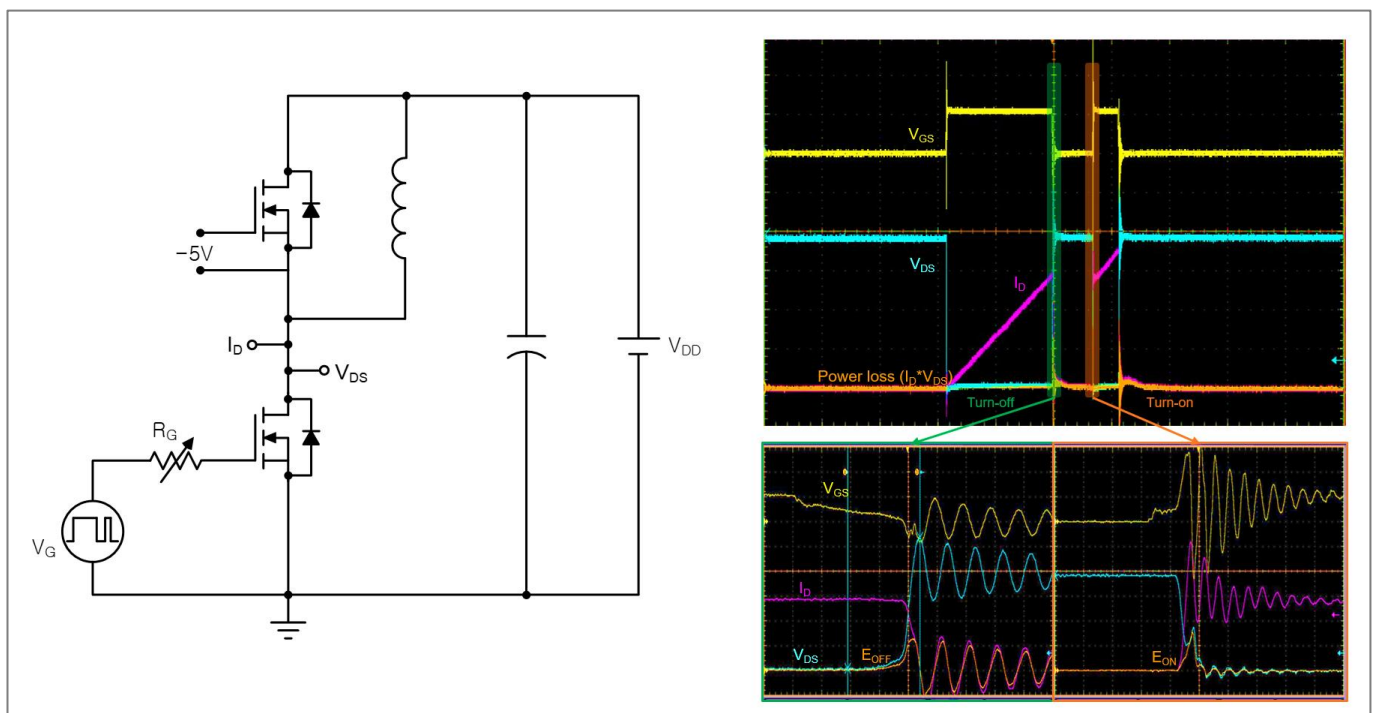 −5V
I_D
V_DS
R_G
V_G
V_DD
V_GS
V_DS
I_D
Power loss (I_D*V_DS)
Turn-off
Turn-on
V_GS
I_D
V_DS
E_OFF
E_ON